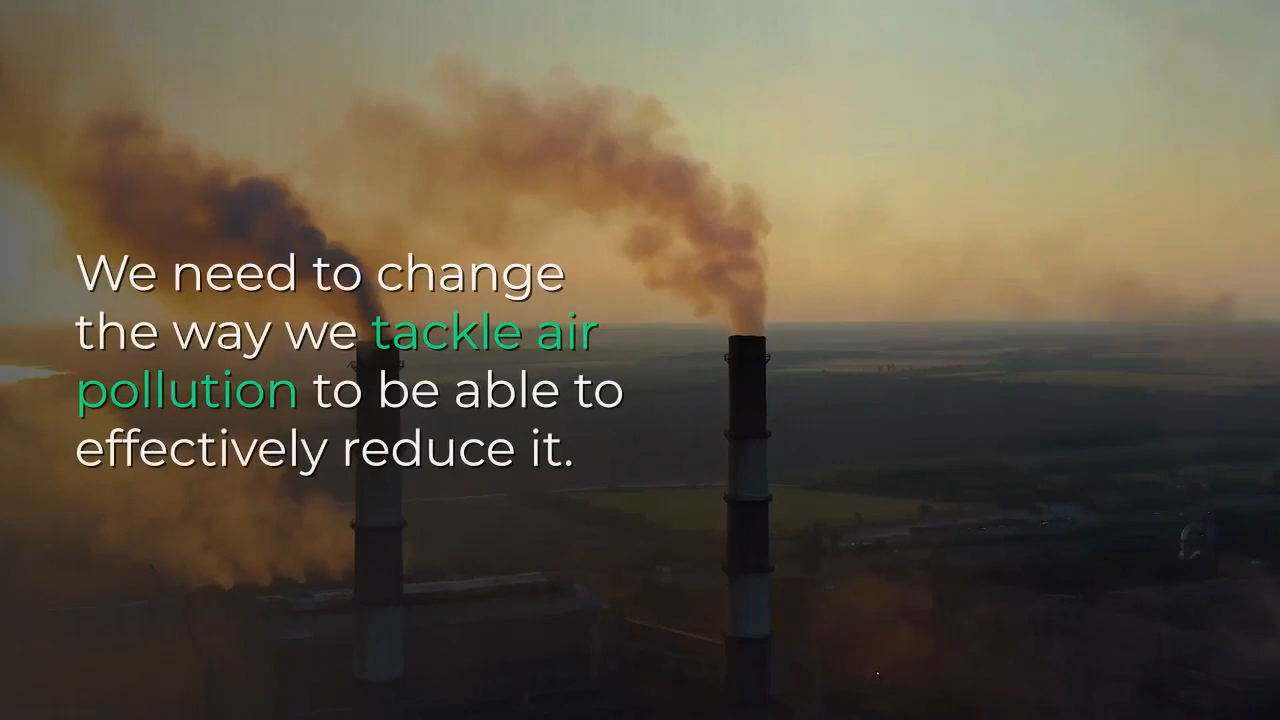 We need to change
the way we tackle air
pollution to be able to
effectively reduce it.